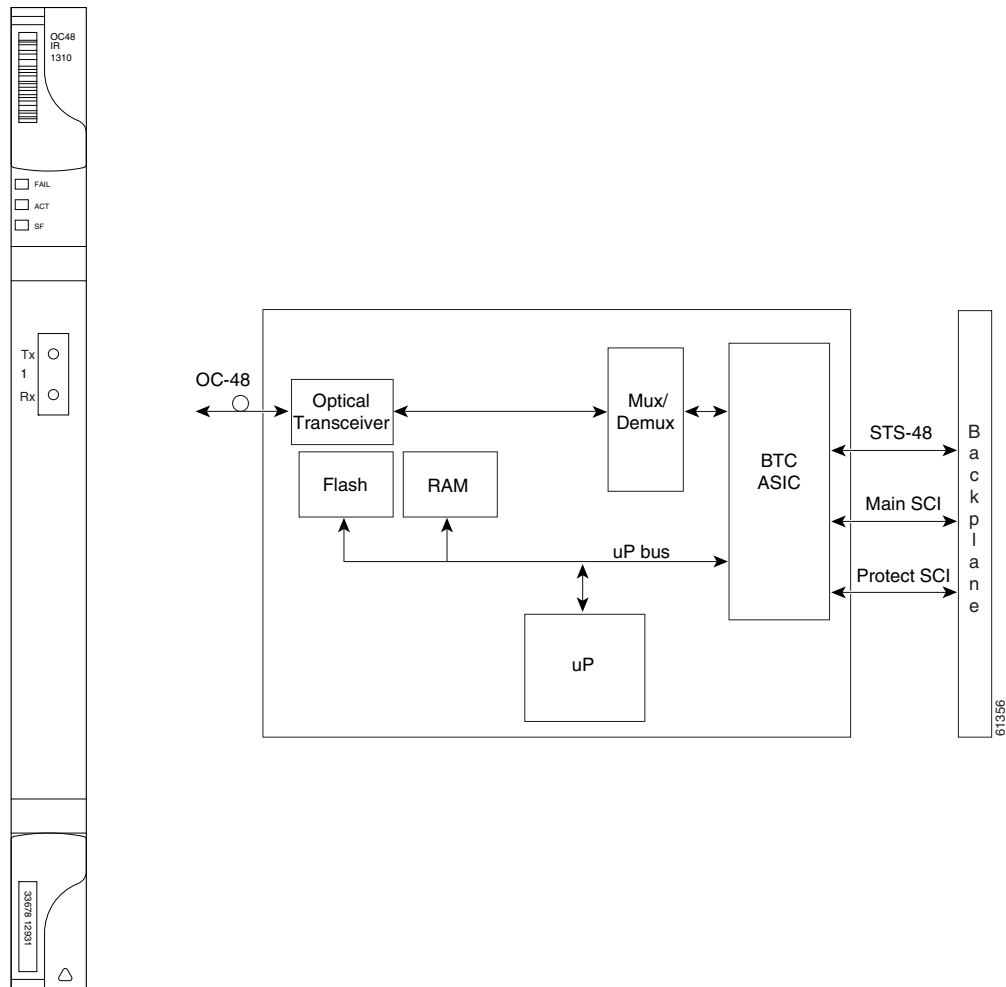 OC48
IR
1310
FAIL
ACT
SF
Tx
1
Rx
33678 12931
OC-48
Optical
Transceiver
Mux/
Demux
Flash
RAM
uP bus
uP
BTC
ASIC
STS-48
Main SCI
Protect SCI
Backplane
61356